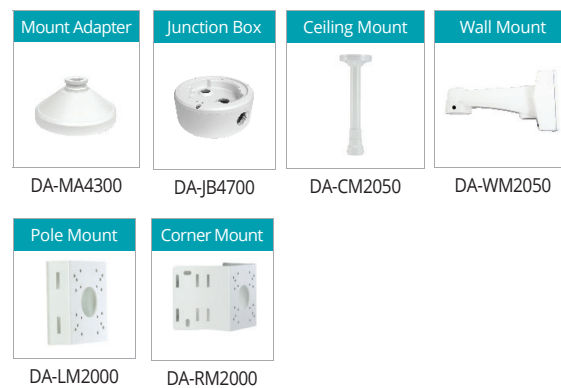 Mount Adapter
Junction Box
Ceiling Mount
Wall Mount
DA-MA4300
DA-JB4700
DA-CM2050
DA-WM2050
Pole Mount
Corner Mount
DA-LM2000
DA-RM2000